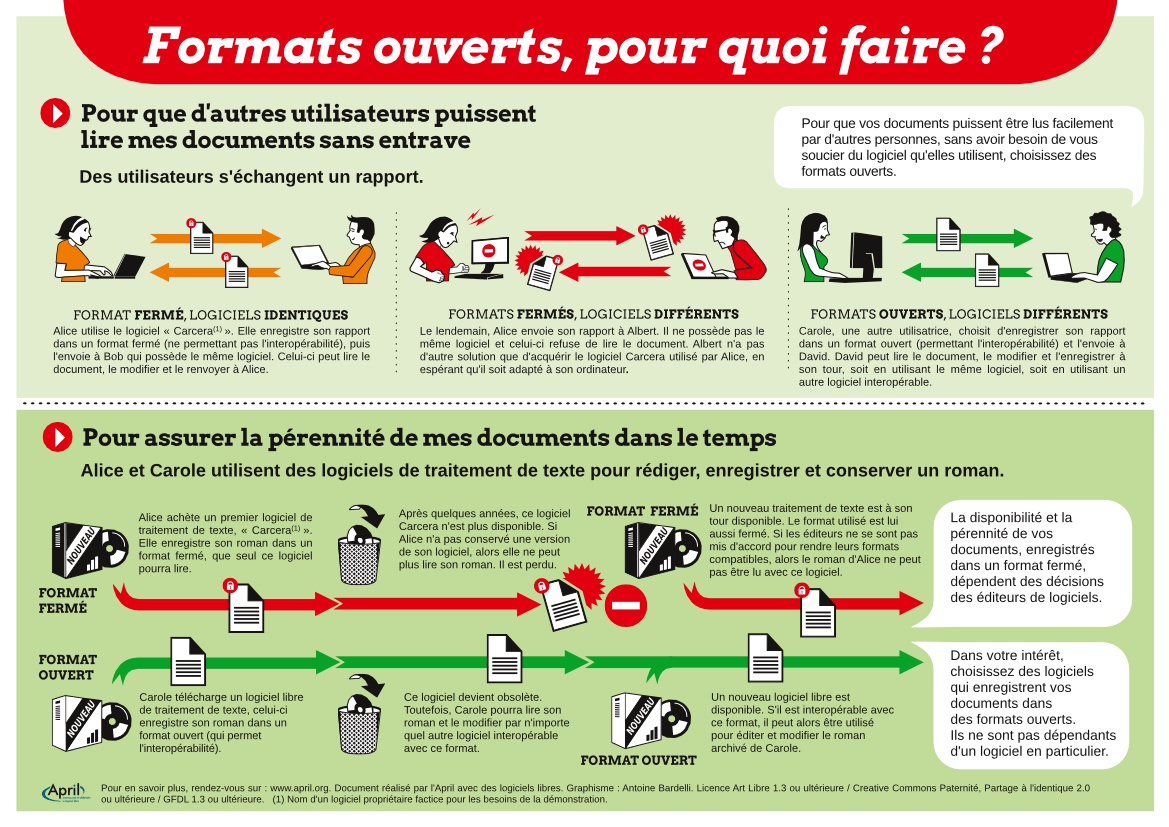 Formats ouverts, pour quoi faire ?
Pour que d'autres utilisateurs puissent
lire mes documents sans entrave
Des utilisateurs s'échangent un rapport.
Pour que vos documents puissent être lus facilement
par d'autres personnes, sans avoir besoin de vous
soucier du logiciel qu'elles utilisent, choisissez des
formats ouverts.
FORMAT FERMÉ, LOGICIELS IDENTIQUES
Alice utilise le logiciel « Carcera(1) ». Elle enregistre son rapport
dans un format fermé (ne permettant pas l'interopérabilité), puis
l'envoie à Bob qui possède le même logiciel. Celui-ci peut lire le
document, le modifier et le renvoyer à Alice.
FORMATS FERMÉS, LOGICIELS DIFFÉRENTS
Le lendemain, Alice envoie son rapport à Albert. Il ne possède pas le
même logiciel et celui-ci refuse de lire le document. Albert n'a pas
d'autre solution que d'acquérir le logiciel Carcera utilisé par Alice, en
espérant qu'il soit adapté à son ordinateur.
FORMATS OUVERTS, LOGICIELS DIFFÉRENTS
Carole, une autre utilisatrice, choisit d'enregistrer son rapport
dans un format ouvert (permettant l'interopérabilité) et l'envoie à
David. David peut lire le document, le modifier et l'enregistrer à
son tour, soit en utilisant le même logiciel, soit en utilisant un
autre logiciel interopérable.
Pour assurer la pérennité de mes documents dans le temps
Alice et Carole utilisent des logiciels de traitement de texte pour rédiger, enregistrer et conserver un roman.
NOUVEAU
Alice achète un premier logiciel de
traitement de texte, « Carcera(1) ».
Elle enregistre son roman dans un
format fermé, que seul ce logiciel
pourra lire.
Après quelques années, ce logiciel
Carcera n'est plus disponible. Si
Alice n'a pas conservé une version
de son logiciel, alors elle ne peut
plus lire son roman. Il est perdu.
FORMAT FERMÉ
NOUVEAU
Un nouveau traitement de texte est à son
tour disponible. Le format utilisé est lui
aussi fermé. Si les éditeurs ne se sont pas
mis d'accord pour rendre leurs formats
compatibles, alors le roman d'Alice ne peut
pas être lu avec ce logiciel.
La disponibilité et la
pérennité de vos
documents, enregistrés
dans un format fermé,
dépendent des décisions
des éditeurs de logiciels.
FORMAT
FERMÉ
FORMAT
OUVERT
NOUVEAU
Carole télécharge un logiciel libre
de traitement de texte, celui-ci
enregistre son roman dans un
format ouvert (qui permet
l'interopérabilité).
Ce logiciel devient obsolète.
Toutefois, Carole pourra lire son
roman et le modifier par n'importe
quel autre logiciel interopérable
avec ce format.
NOUVEAU
FORMAT OUVERT
Un nouveau logiciel libre est
disponible. S'il est interopérable avec
ce format, il peut alors être utilisé
pour éditer et modifier le roman
archivé de Carole.
Dans votre intérêt,
choisissez des logiciels
qui enregistrent vos
documents dans
des formats ouverts.
Ils ne sont pas dépendants
d'un logiciel en particulier.
April
Pour en savoir plus, rendez-vous sur : www.april.org. Document réalisé par l'April avec des logiciels libres. Graphisme : Antoine Bardelli. Licence Art Libre 1.3 ou ultérieure / Creative Commons Paternité, Partage à l'identique 2.0
ou ultérieure / GFDL 1.3 ou ultérieure. (1) Nom d'un logiciel propriétaire factice pour les besoins de la démonstration.